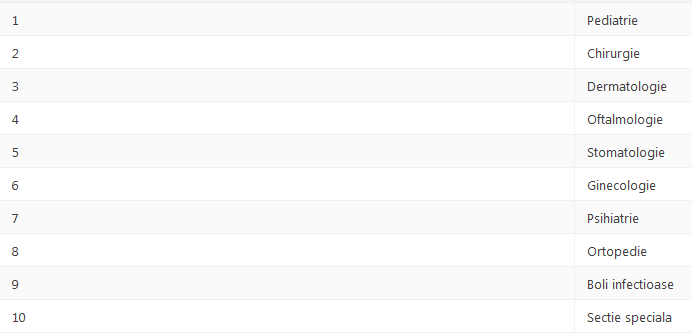 1 Pediatrie
2 Chirurgie
3 Dermatologie
4 Oftalmologie
5 Stomatologie
6 Ginecologie
7 Psihiatrie
8 Ortopedie
9 Boli infectioase
10 Sectie speciala